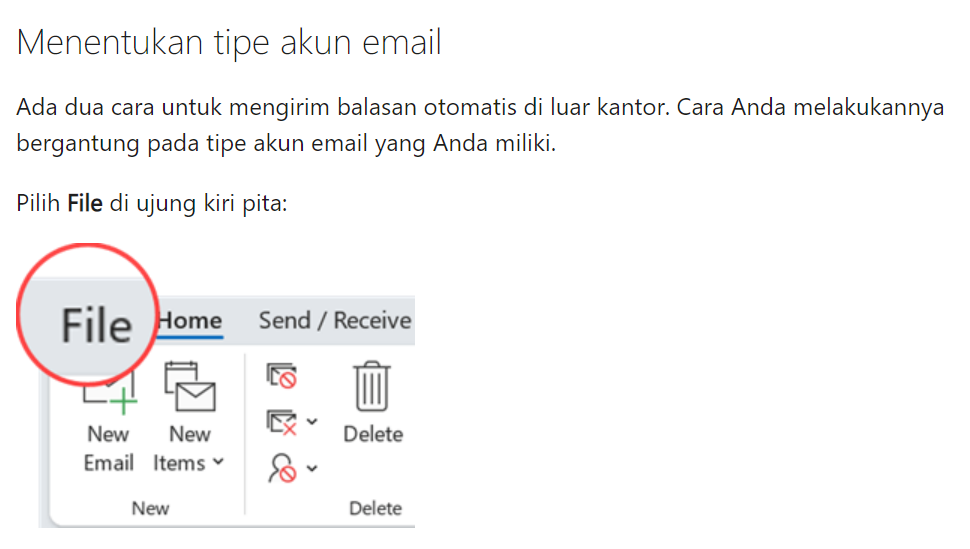 Menentukan tipe akun email
Ada dua cara untuk mengirim balasan otomatis di luar kantor. Cara Anda melakukannya
bergantung pada tipe akun email yang Anda miliki.
Pilih File di ujung kiri pita:
File Home Send / Receive
New Email
New Items
Delete
New
Delete